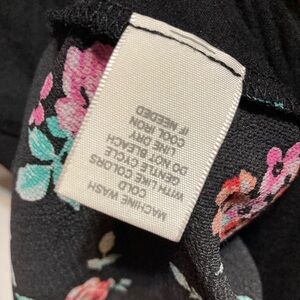 MACHINE WASH
COLD
WITH LIKE COLORS
GENTLE CYCLE
DO NOT BLEACH
LINE DRY
COOL IRON
IF NEEDED